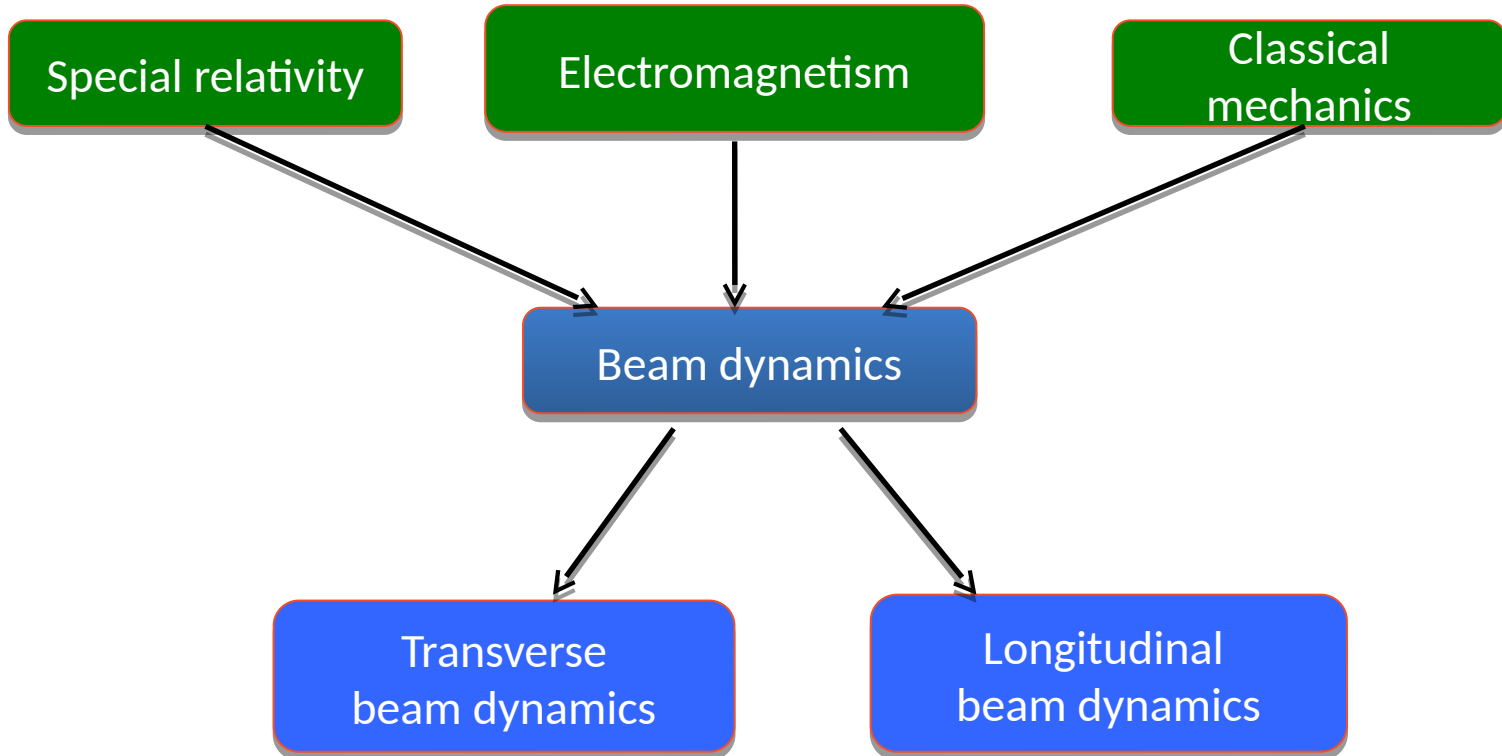 Special relativity
Electromagnetism
Classical
mechanics
Beam dynamics
Transverse
beam dynamics
Longitudinal
beam dynamics